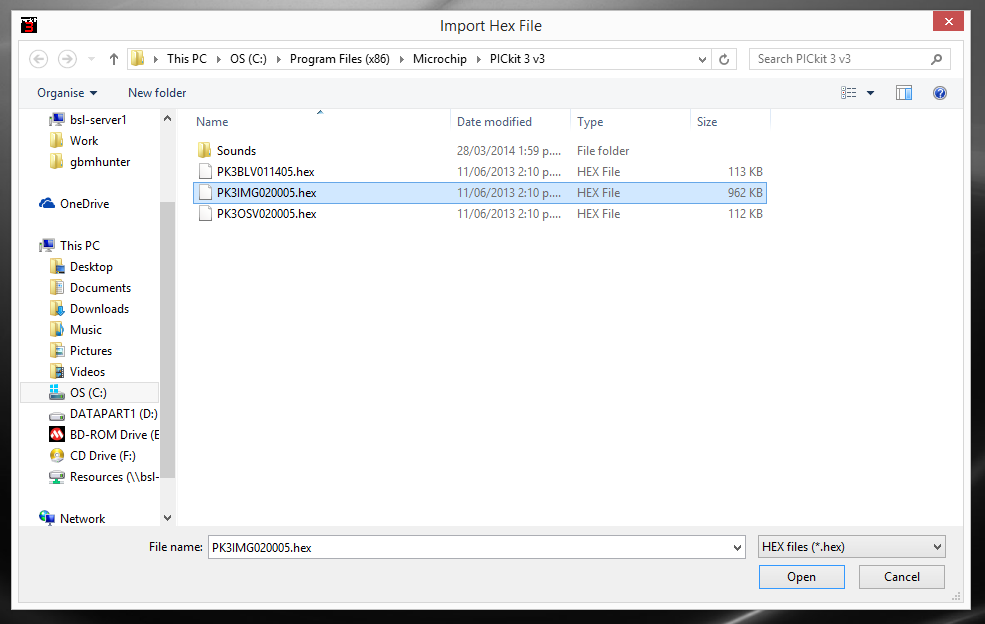 Import Hex File
This PC OS (C:) Program Files (x86) Microchip PICkit 3 v3 Search PICkit 3 v3
Organise New folder
Name Date modified Type Size
Sounds 28/03/2014 1:59 p.... File folder
PK3BLV011405.hex 11/06/2013 2:10 p.... HEX File 113 KB
PK3IMG020005.hex 11/06/2013 2:10 p.... HEX File 962 KB
PK3OSV020005.hex 11/06/2013 2:10 p.... HEX File 112 KB
bsl-server1
Work
gbmhunter
OneDrive
This PC
Desktop
Documents
Downloads
Music
Pictures
Videos
OS (C:)
DATAPART1 (D:)
BD-ROM Drive (E
CD Drive (F:)
Resources (\\bsl-
Network
File name: PK3IMG020005.hex HEX files (*.hex)
Open Cancel